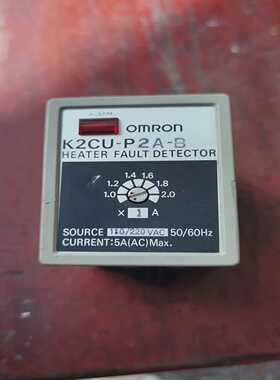 ALARM
OMRON
K2CU-P2A-B
HEATER FAULT DETECTOR
1.4 1.6
1.2 1.8
1.0 2.0
× 1 A
SOURCE 110/220 VAC 50/60Hz
CURRENT:5A(AC)Max.